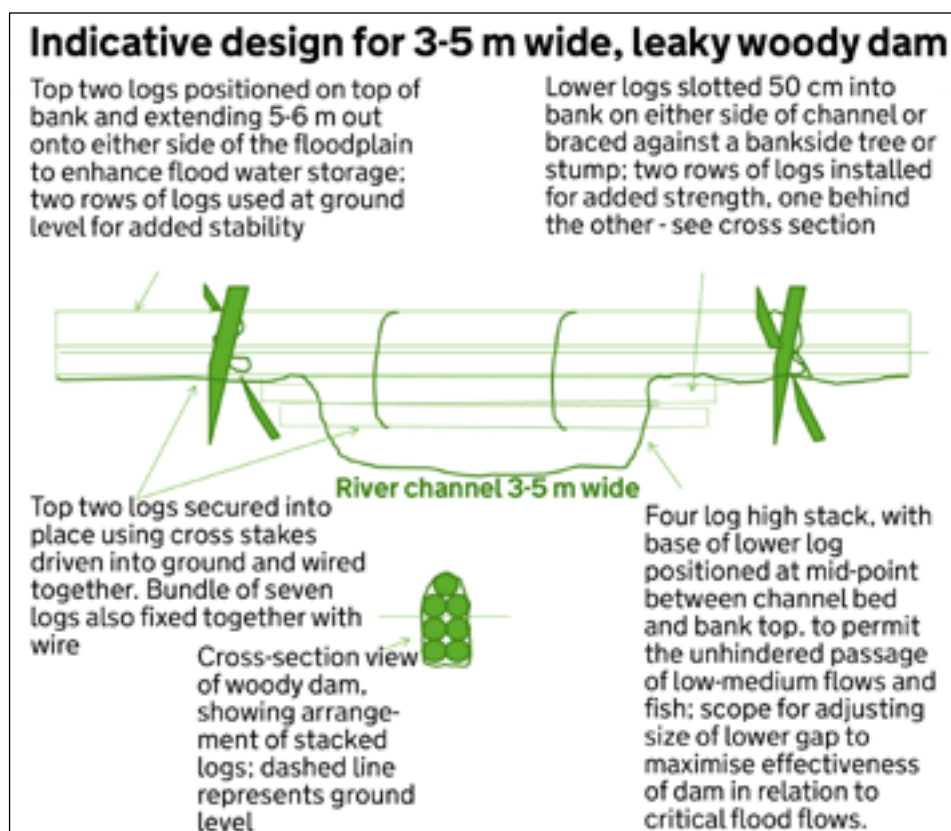 Indicative design for 3-5 m wide, leaky woody dam
Top two logs positioned on top of
bank and extending 5-6 m out
onto either side of the floodplain
to enhance flood water storage;
two rows of logs used at ground
level for added stability
Lower logs slotted 50 cm into
bank on either side of channel or
braced against a bankside tree or
stump; two rows of logs installed
for added strength, one behind
the other - see cross section
River channel 3-5 m wide
Top two logs secured into
place using cross stakes
driven into ground and wired
together. Bundle of seven
logs also fixed together with
wire
Cross-section view
of woody dam,
showing arrange-
ment of stacked
logs; dashed line
represents ground
level
Four log high stack, with
base of lower log
positioned at mid-point
between channel bed
and bank top, to permit
the unhindered passage
of low-medium flows and
fish; scope for adjusting
size of lower gap to
maximise effectiveness
of dam in relation to
critical flood flows.